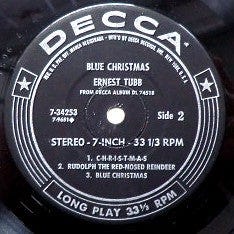 DECCA
BLUE CHRISTMAS
ERNEST TUBB
FROM DECCA ALBUM DL 74518
7-34253
Side 2
STEREO - 7-INCH - 33 1/3 RPM
1. C-H-R-I-S-T-M-A-S
2. RUDOLPH THE RED-NOSED REINDEER
3. BLUE CHRISTMAS
LONG PLAY 33⅓ RPM